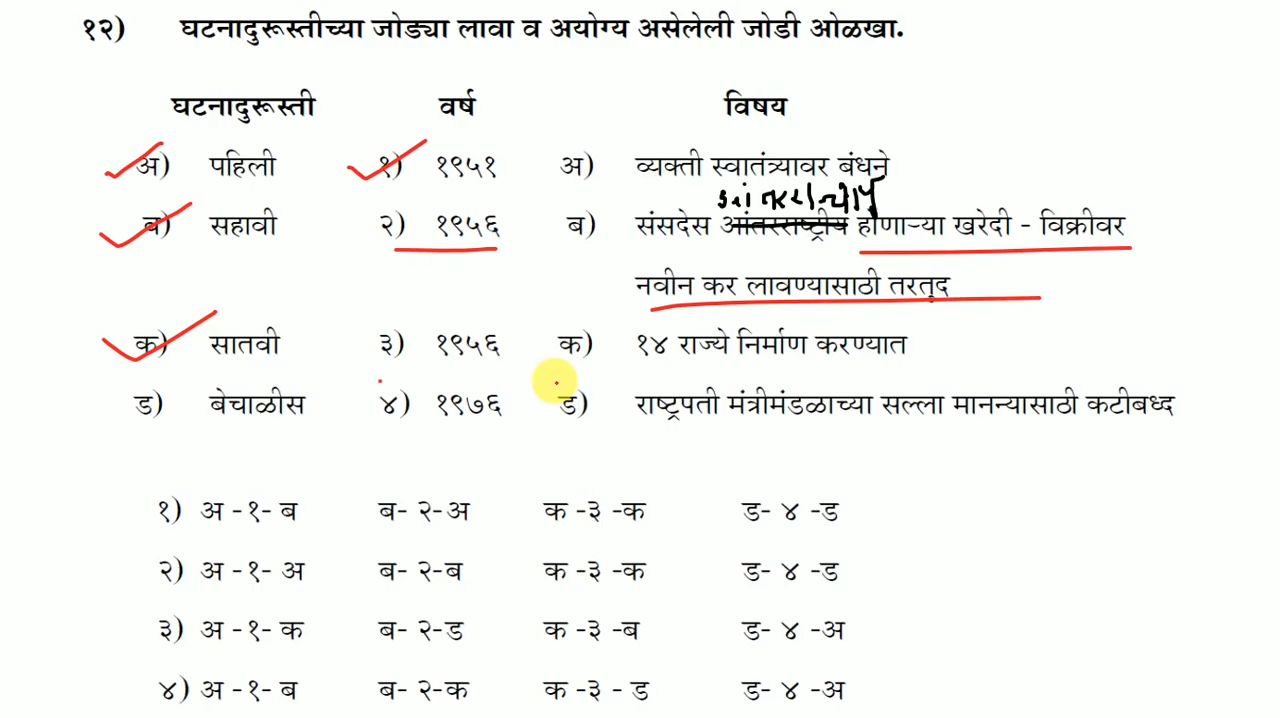 १२) घटनादुरूस्तीच्या जोड्या लावा व अयोग्य असेलेली जोडी ओळखा.
घटनादुरूस्ती वर्ष विषय
अ) पहिली १) १९५१ अ) व्यक्ती स्वातंत्र्यावर बंधने
ब) सहावी २) १९५६ ब) संसदेस आंतरराष्ट्रीय होणाऱ्या खरेदी - विक्रीवर
नवीन कर लावण्यासाठी तरतूद
क) सातवी ३) १९५६ क) १४ राज्ये निर्माण करण्यात
ड) बेचाळीस ४) १९७६ ड) राष्ट्रपती मंत्रीमंडळाच्या सल्ला मानन्यासाठी कटीबध्द
१) अ -१- ब ब- २-अ क -३ -क ड- ४ -ड
२) अ -१- अ ब- २-ब क -३ -क ड- ४ -ड
३) अ -१- क ब- २-ड क -३ -ब ड- ४ -अ
४) अ -१- ब ब- २-क क -३ - ड ड- ४ -अ